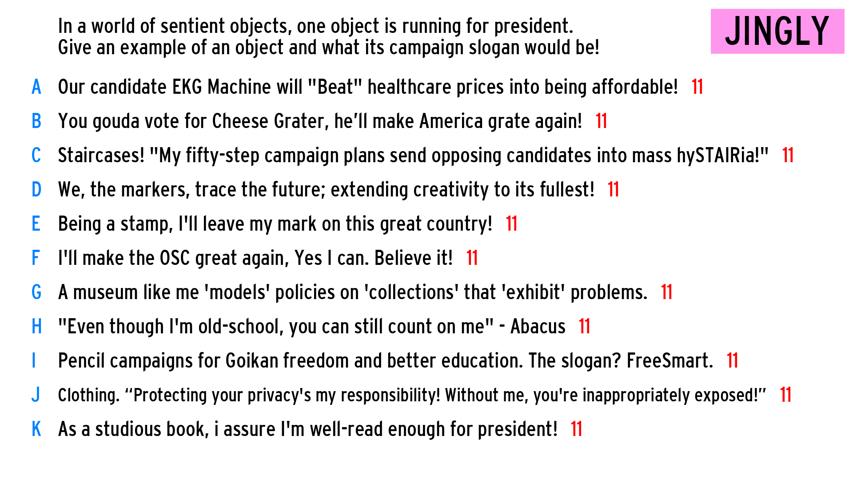 In a world of sentient objects, one object is running for president.
Give an example of an object and what its campaign slogan would be!
JINGLY
A Our candidate EKG Machine will "Beat" healthcare prices into being affordable! 11
B You gouda vote for Cheese Grater, he’ll make America grate again! 11
C Staircases! "My fifty-step campaign plans send opposing candidates into mass hySTAIRia!" 11
D We, the markers, trace the future; extending creativity to its fullest! 11
E Being a stamp, I'll leave my mark on this great country! 11
F I'll make the OSC great again, Yes I can. Believe it! 11
G A museum like me 'models' policies on 'collections' that 'exhibit' problems. 11
H "Even though I'm old-school, you can still count on me" - Abacus 11
I Pencil campaigns for Goikan freedom and better education. The slogan? FreeSmart. 11
J Clothing. “Protecting your privacy's my responsibility! Without me, you're inappropriately exposed!” 11
K As a studious book, i assure I'm well-read enough for president! 11